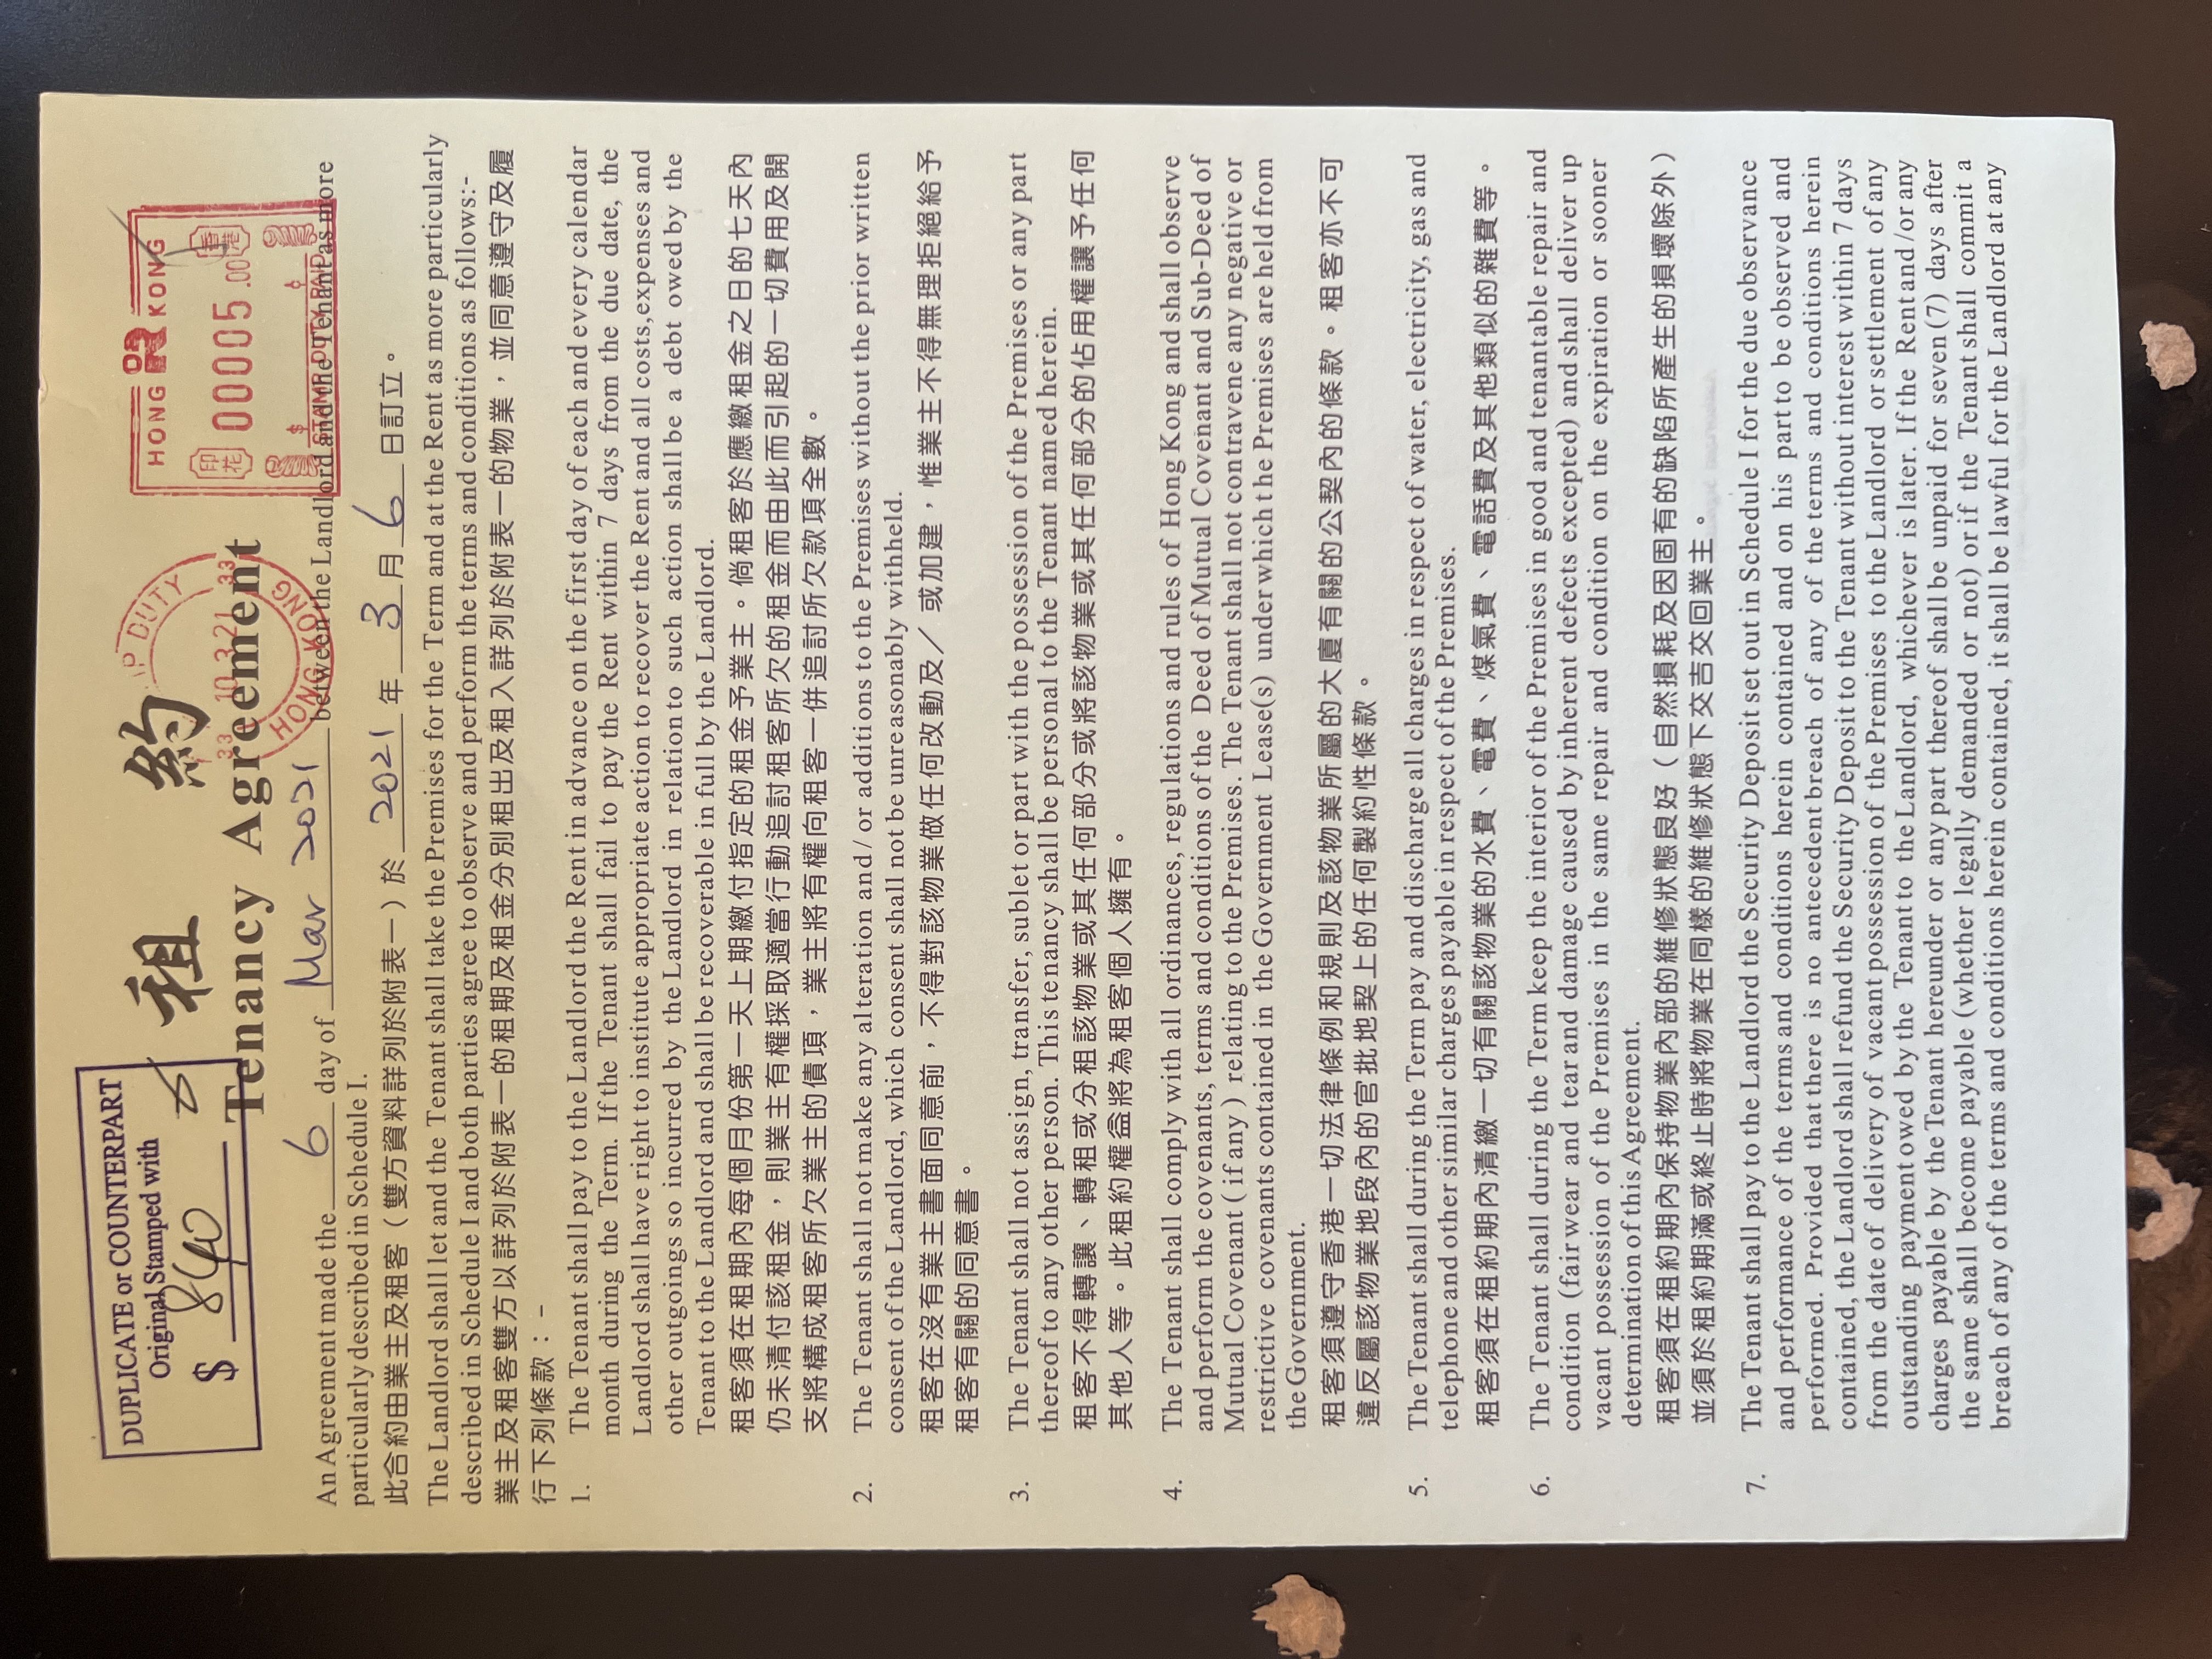 DUPLICATE or COUNTERPART
Original Stamped with
$ 840
租 約
Tenancy Agreement
P DUTY
33 10.3.21 33
HONG KONG
HONG KONG
印花
00005.00
香港
$ STAMP DUTY PAID ¢
An Agreement made the 6 day of Mar 2021 between the Landlord and the Tenant as more
particularly described in Schedule I.
此合約由業主及租客（雙方資料詳列於附表一）於 2021 年 3 月 6 日訂立。
The Landlord shall let and the Tenant shall take the Premises for the Term and at the Rent as more particularly
described in Schedule I and both parties agree to observe and perform the terms and conditions as follows:-
業主及租客雙方以詳列於附表一的租期及租金分別租出及租入詳列於附表一的物業，並同意遵守及履
行下列條款：-
1. The Tenant shall pay to the Landlord the Rent in advance on the first day of each and every calendar
month during the Term. If the Tenant shall fail to pay the Rent within 7 days from the due date, the
Landlord shall have right to institute appropriate action to recover the Rent and all costs,expenses and
other outgoings so incurred by the Landlord in relation to such action shall be a debt owed by the
Tenant to the Landlord and shall be recoverable in full by the Landlord.
租客須在租期內每個月份第一天上期繳付指定的租金予業主。倘租客於應繳租金之日的七天內
仍未清付該租金，則業主有權採取適當行動追討租客所欠的租金而由此而引起的一切費用及開
支將構成租客所欠業主的債項，業主將有權向租客一併追討所欠款項全數。
2. The Tenant shall not make any alteration and / or additions to the Premises without the prior written
consent of the Landlord, which consent shall not be unreasonably withheld.
租客在沒有業主書面同意前，不得對該物業做任何改動及／或加建，惟業主不得無理拒絕給予
租客有關的同意書。
3. The Tenant shall not assign, transfer, sublet or part with the possession of the Premises or any part
thereof to any other person. This tenancy shall be personal to the Tenant named herein.
租客不得轉讓、轉租或分租該物業或其任何部分或將該物業或其任何部分的佔用權讓予任何
其他人等。此租約權益將為租客個人擁有。
4. The Tenant shall comply with all ordinances, regulations and rules of Hong Kong and shall observe
and perform the covenants, terms and conditions of the Deed of Mutual Covenant and Sub-Deed of
Mutual Covenant ( if any ) relating to the Premises. The Tenant shall not contravene any negative or
restrictive covenants contained in the Government Lease(s) under which the Premises are held from
the Government.
租客須遵守香港一切法律條例和規則及該物業所屬的大廈有關的公契內的條款。租客亦不可
違反屬該物業地段內的官批地契上的任何製約性條款。
5. The Tenant shall during the Term pay and discharge all charges in respect of water, electricity, gas and
telephone and other similar charges payable in respect of the Premises.
租客須在租約期內清繳一切有關該物業的水費、電費、煤氣費、電話費及其他類似的雜費等。
6. The Tenant shall during the Term keep the interior of the Premises in good and tenantable repair and
condition (fair wear and tear and damage caused by inherent defects excepted) and shall deliver up
vacant possession of the Premises in the same repair and condition on the expiration or sooner
determination of this Agreement.
租客須在租約期內保持物業內部的維修狀態良好（自然損耗及因固有的缺陷所產生的損壞除外）
並須於租約期滿或終止時將物業在同樣的維修狀態下交吉交回業主。
7. The Tenant shall pay to the Landlord the Security Deposit set out in Schedule I for the due observance
and performance of the terms and conditions herein contained and on his part to be observed and
performed. Provided that there is no antecedent breach of any of the terms and conditions herein
contained, the Landlord shall refund the Security Deposit to the Tenant without interest within 7 days
from the date of delivery of vacant possession of the Premises to the Landlord or settlement of any
outstanding payment owed by the Tenant to the Landlord, whichever is later. If the Rent and /or any
charges payable by the Tenant hereunder or any part thereof shall be unpaid for seven (7) days after
the same shall become payable (whether legally demanded or not) or if the Tenant shall commit a
breach of any of the terms and conditions herein contained, it shall be lawful for the Landlord at any